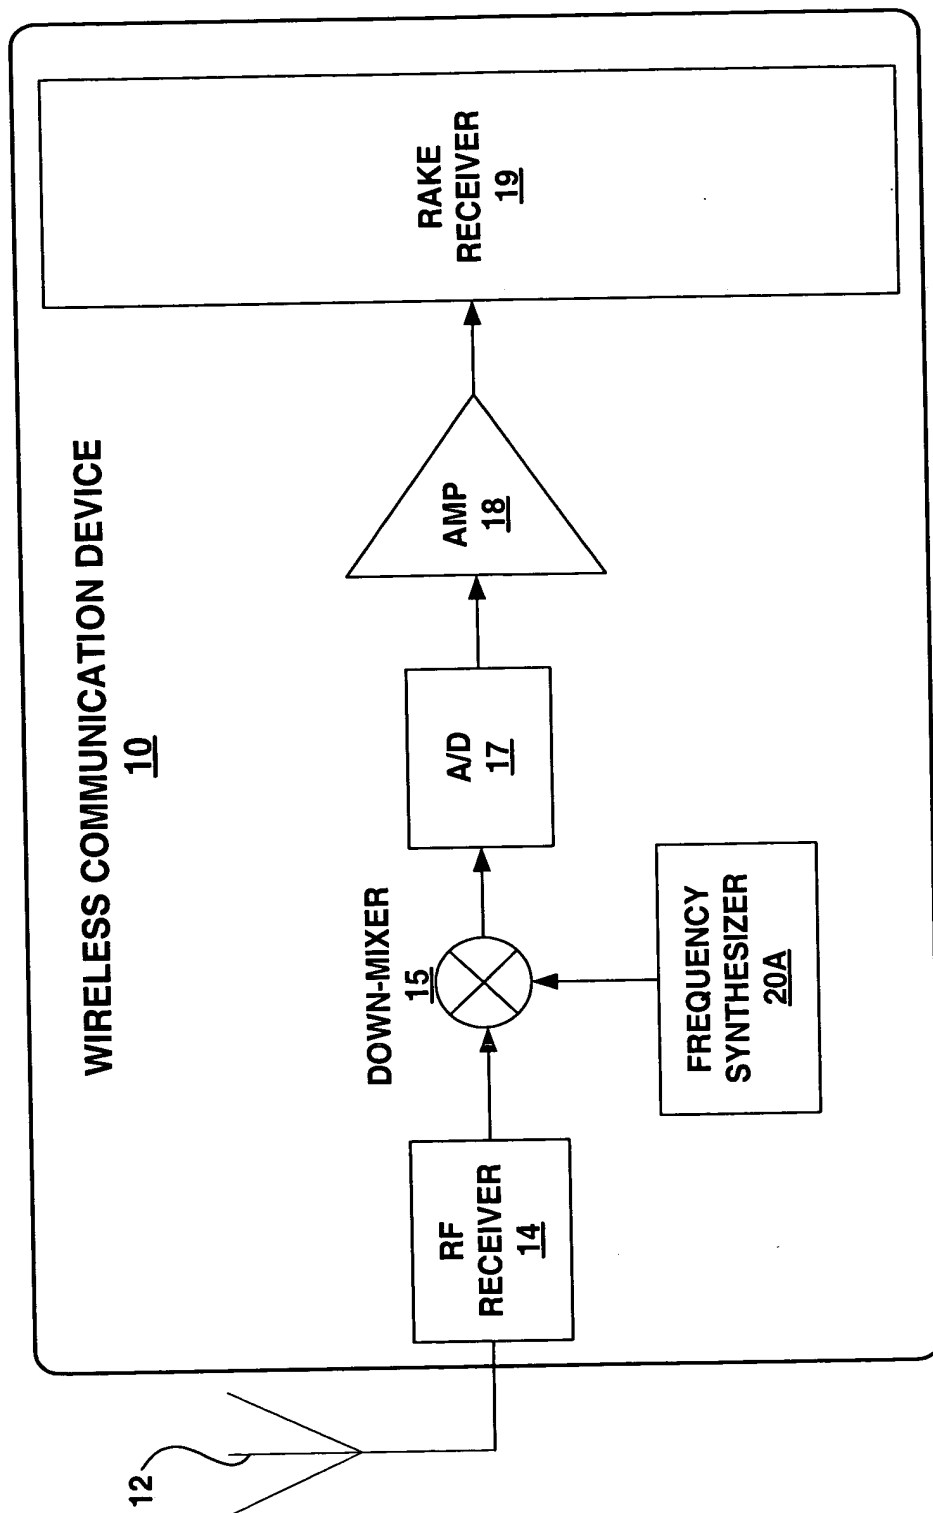 WIRELESS COMMUNICATION DEVICE
10
12
RF
RECEIVER
14
DOWN-MIXER
15
A/D
17
AMP
18
RAKE
RECEIVER
19
FREQUENCY
SYNTHESIZER
20A